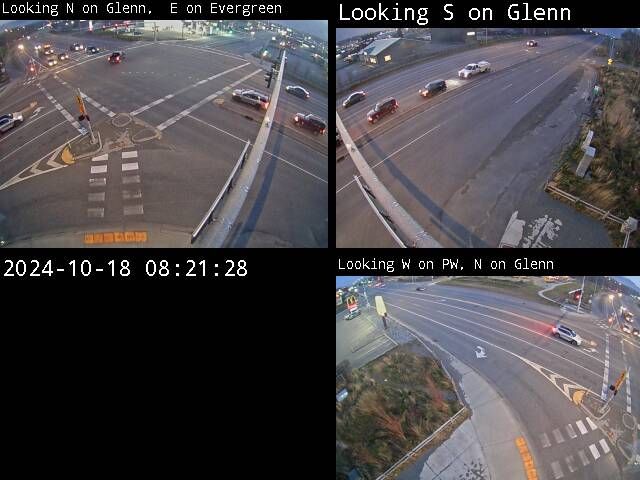 Looking N on Glenn,  E on Evergreen
Looking S on Glenn
2024-10-18 08:21:28
Looking W on PW, N on Glenn